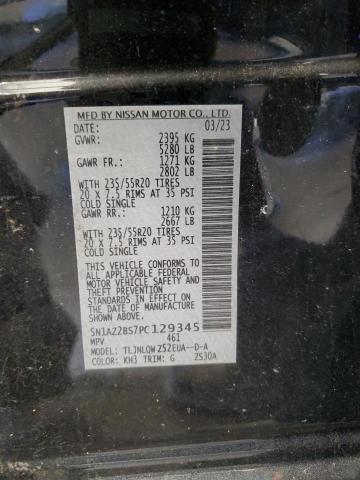 MFD BY NISSAN MOTOR CO., LTD.
DATE: 03/23
GVWR: 2395 KG
5280 LB
GAWR FR.: 1271 KG
2802 LB
WITH 235/55R20 TIRES
20 X 7.5 RIMS AT 35 PSI
COLD SINGLE
GAWR RR.: 1210 KG
2667 LB
WITH 235/55R20 TIRES
20 X 7.5 RIMS AT 35 PSI
COLD SINGLE
THIS VEHICLE CONFORMS TO
ALL APPLICABLE FEDERAL
MOTOR VEHICLE SAFETY AND
THEFT PREVENTION STANDARDS
IN EFFECT ON THE DATE OF
MANUFACTURE SHOWN ABOVE.
5N1AZ2BS7PC129345
MPV 461
MODEL: TLJNLQWZ52EUA--D-A
COLOR: KH3 TRIM: G ZS30A